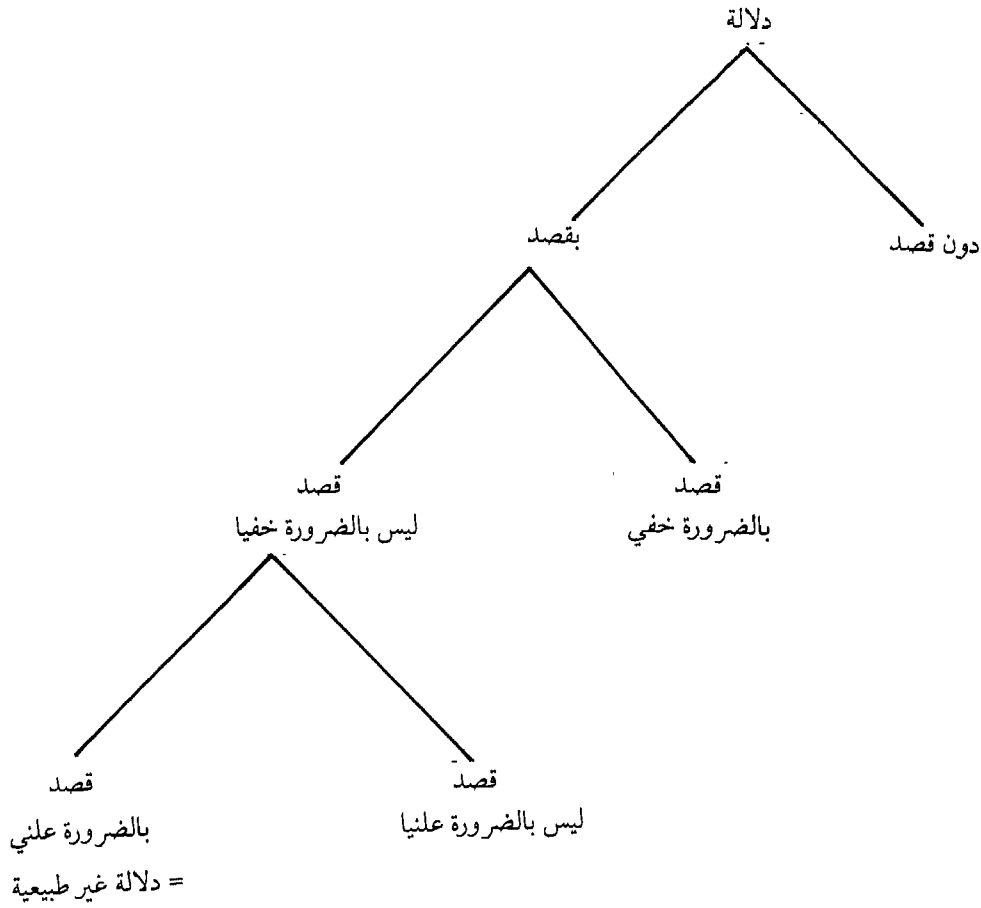 دلالة
دون قصد
بقصد
قصد
بالضرورة خفي
قصد
ليس بالضرورة خفيا
قصد
ليس بالضرورة علنيا
قصد
بالضرورة علني
= دلالة غير طبيعية